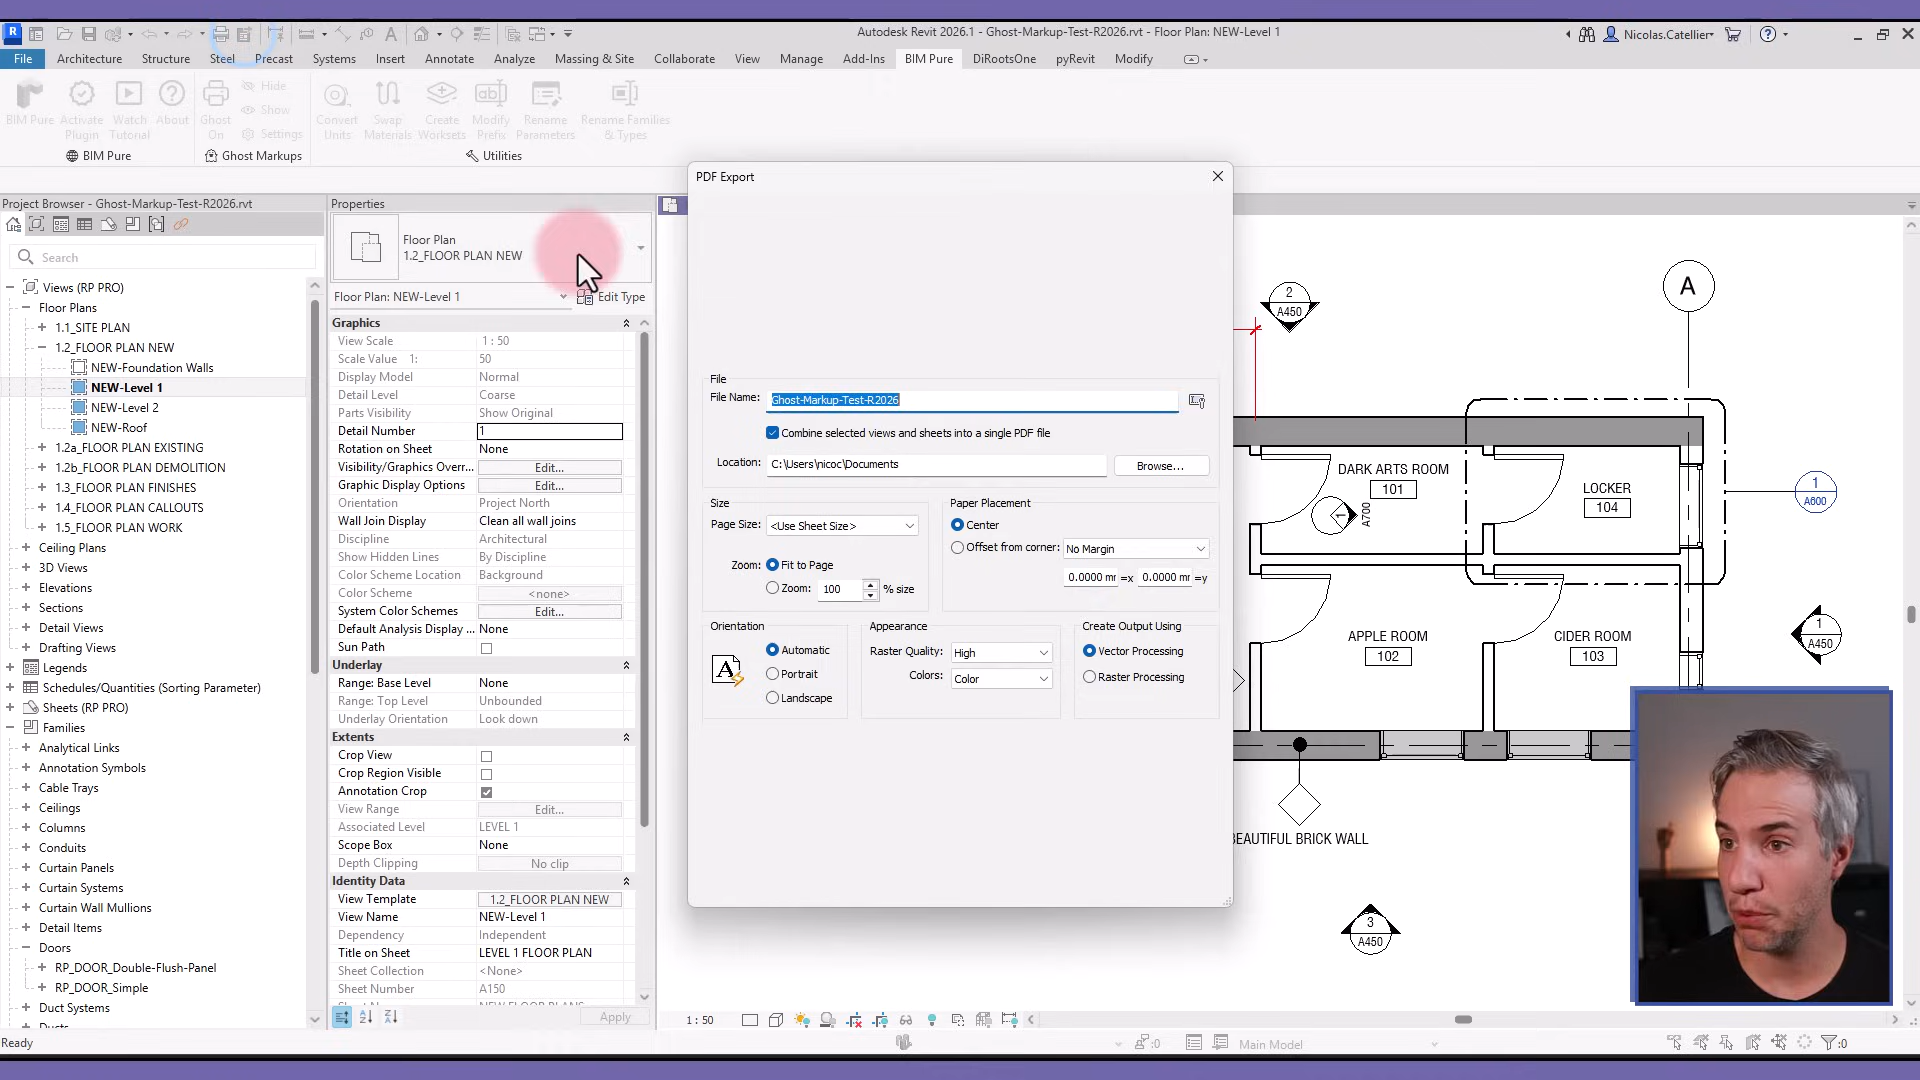 Autodesk Revit 2026.1 - Ghost-Markup-Test-R2026.rvt - Floor Plan: NEW-Level 1
Nicolas.Catellier
File Architecture Structure Steel Precast Systems Insert Annotate Analyze Massing & Site Collaborate View Manage Add-Ins BIM Pure DiRootsOne pyRevit Modify
BIM Pure
Activate Plugin
Watch Tutorial
About
Ghost On
Hide
Show
Settings
Convert Units
Swap Materials
Create Worksets
Modify Prefix
Rename Parameters
Rename Families & Types
BIM Pure
Ghost Markups
Utilities
Project Browser - Ghost-Markup-Test-R2026.rvt
Search
Views (RP PRO)
Floor Plans
1.1_SITE PLAN
1.2_FLOOR PLAN NEW
NEW-Foundation Walls
NEW-Level 1
NEW-Level 2
NEW-Roof
1.2a_FLOOR PLAN EXISTING
1.2b_FLOOR PLAN DEMOLITION
1.3_FLOOR PLAN FINISHES
1.4_FLOOR PLAN CALLOUTS
1.5_FLOOR PLAN WORK
Ceiling Plans
3D Views
Elevations
Sections
Detail Views
Drafting Views
Legends
Schedules/Quantities (Sorting Parameter)
Sheets (RP PRO)
Families
Analytical Links
Annotation Symbols
Cable Trays
Ceilings
Columns
Conduits
Curtain Panels
Curtain Systems
Curtain Wall Mullions
Detail Items
Doors
RP_DOOR_Double-Flush-Panel
RP_DOOR_Simple
Duct Systems
Ducts
Properties
Floor Plan
1.2_FLOOR PLAN NEW
Floor Plan: NEW-Level 1
Edit Type
Graphics
View Scale 1 : 50
Scale Value 1: 50
Display Model Normal
Detail Level Coarse
Parts Visibility Show Original
Detail Number 1
Rotation on Sheet None
Visibility/Graphics Overr... Edit...
Graphic Display Options Edit...
Orientation Project North
Wall Join Display Clean all wall joins
Discipline Architectural
Show Hidden Lines By Discipline
Color Scheme Location Background
Color Scheme <none>
System Color Schemes Edit...
Default Analysis Display ... None
Sun Path
Underlay
Range: Base Level None
Range: Top Level Unbounded
Underlay Orientation Look down
Extents
Crop View
Crop Region Visible
Annotation Crop
View Range Edit...
Associated Level LEVEL 1
Scope Box None
Depth Clipping No clip
Identity Data
View Template 1.2_FLOOR PLAN NEW
View Name NEW-Level 1
Dependency Independent
Title on Sheet LEVEL 1 FLOOR PLAN
Sheet Collection <None>
Sheet Number A150
Apply
PDF Export
File
File Name: Ghost-Markup-Test-R2026
Combine selected views and sheets into a single PDF file
Location: C:\Users\nicoc\Documents Browse...
Size
Page Size: <Use Sheet Size>
Zoom: Fit to Page
Zoom: 100 % size
Paper Placement
Center
Offset from corner: No Margin
0.0000 mr =x 0.0000 mr =y
Orientation
Automatic
Portrait
Landscape
Appearance
Raster Quality: High
Colors: Color
Create Output Using
Vector Processing
Raster Processing
2
A450
A
DARK ARTS ROOM
101
1
A700
LOCKER
104
1
A600
APPLE ROOM
102
CIDER ROOM
103
1
A450
BEAUTIFUL BRICK WALL
3
A450
1 : 50
Ready
:0
Main Model
:0